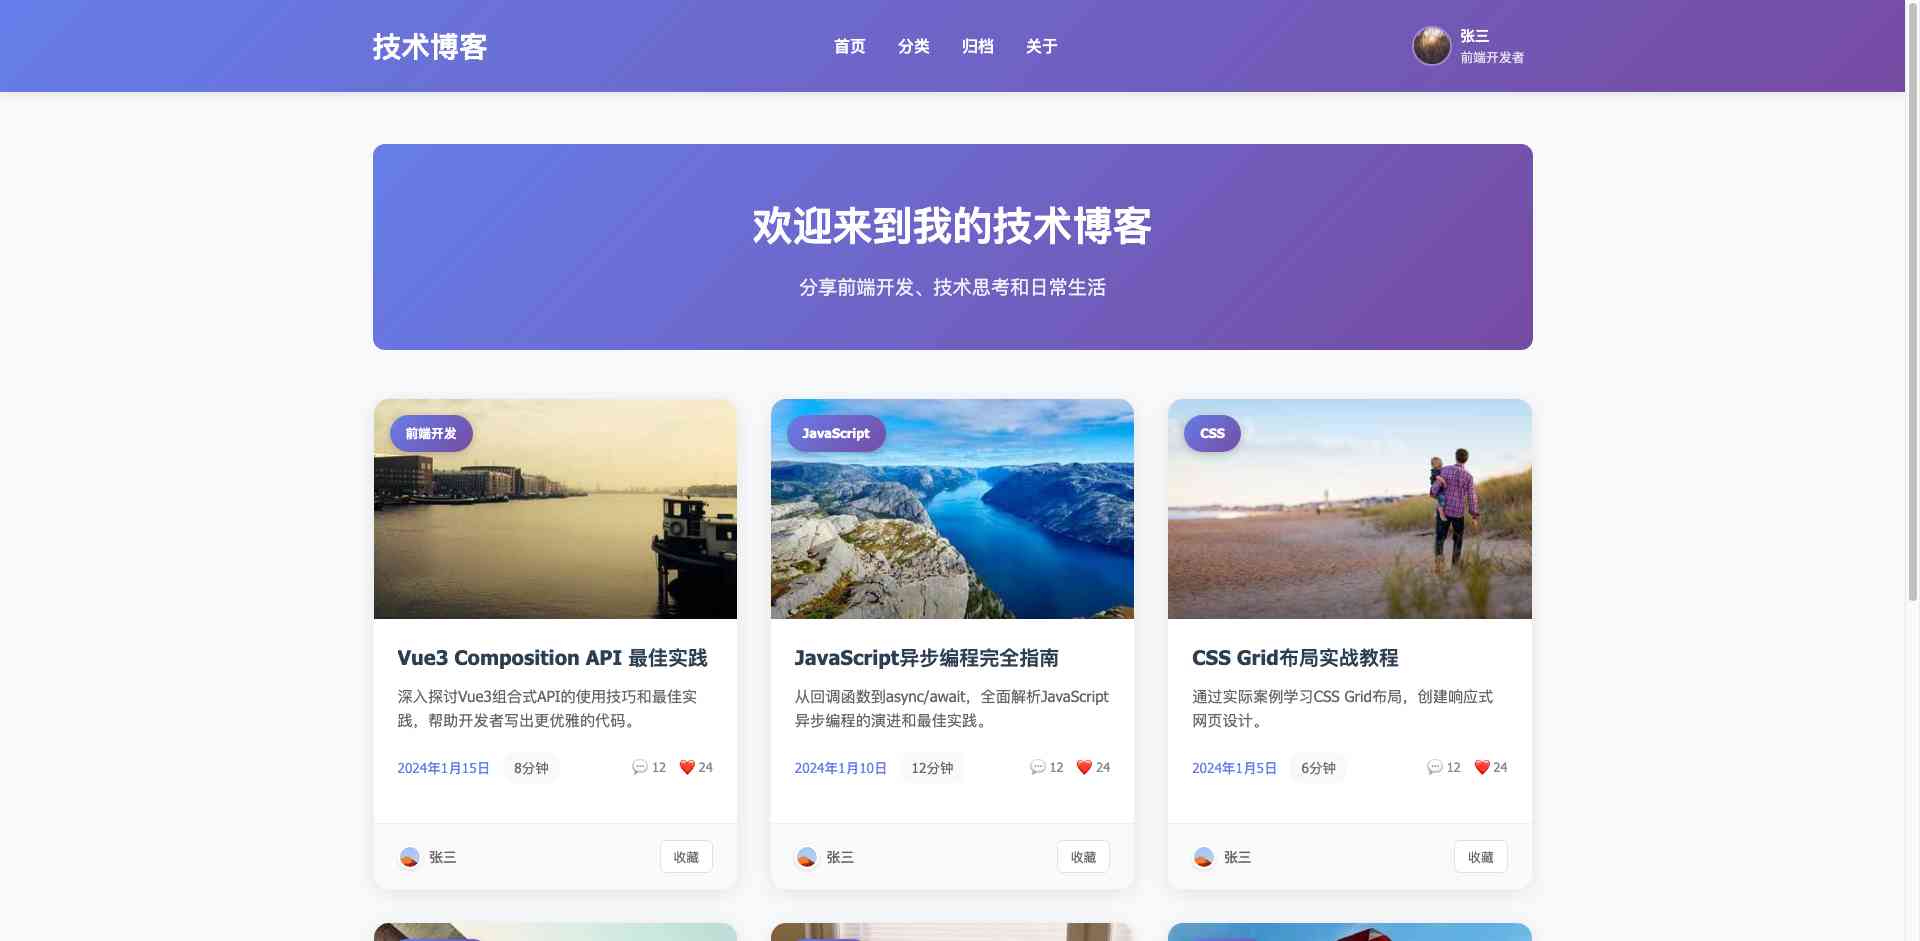 技术博客
首页 分类 归档 关于
张三
前端开发者
欢迎来到我的技术博客
分享前端开发、技术思考和日常生活
前端开发
Vue3 Composition API 最佳实践
深入探讨Vue3组合式API的使用技巧和最佳实
践，帮助开发者写出更优雅的代码。
2024年1月15日 8分钟 12 24
张三 收藏
JavaScript
JavaScript异步编程完全指南
从回调函数到async/await，全面解析JavaScript
异步编程的演进和最佳实践。
2024年1月10日 12分钟 12 24
张三 收藏
CSS
CSS Grid布局实战教程
通过实际案例学习CSS Grid布局，创建响应式
网页设计。
2024年1月5日 6分钟 12 24
张三 收藏